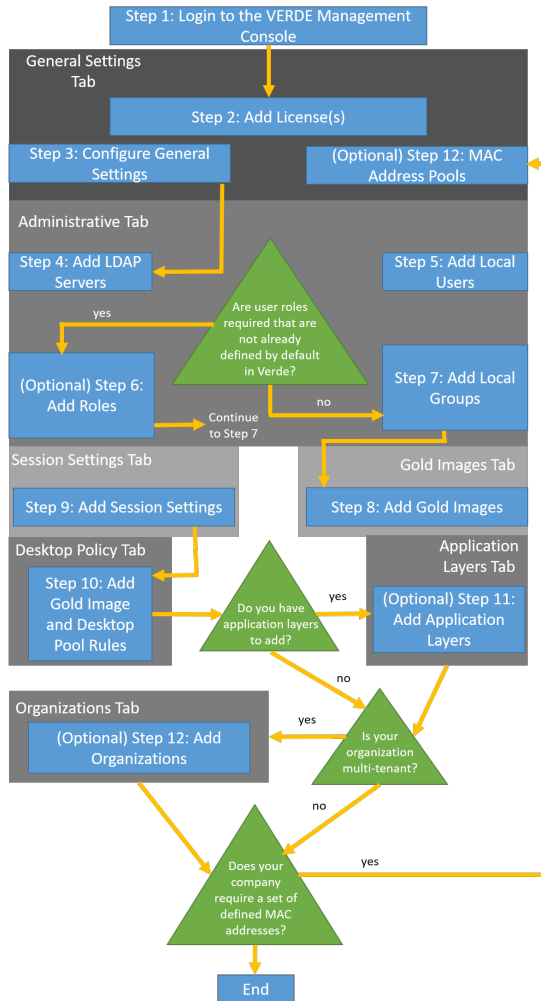 Step 1: Login to the VERDE Management
Console
General Settings
Tab
Step 2: Add License(s)
Step 3: Configure General
Settings
(Optional) Step 12: MAC
Address Pools
Administrative Tab
Step 4: Add LDAP
Servers
Step 5: Add Local
Users
Are user roles
required that are
not already
defined by default
in Verde?
yes
no
(Optional) Step 6:
Add Roles
Continue
to Step 7
Step 7: Add Local
Groups
Session Settings Tab
Gold Images Tab
Step 9: Add Session Settings
Step 8: Add Gold Images
Desktop Policy Tab
Application
Layers Tab
Step 10: Add
Gold Image
and Desktop
Pool Rules
Do you have
application layers
to add?
yes
(Optional) Step 11:
Add Application
Layers
no
Organizations Tab
(Optional) Step 12: Add
Organizations
yes
Is your
organization
multi-tenant?
no
Does your
company
require a set of
defined MAC
addresses?
yes
End